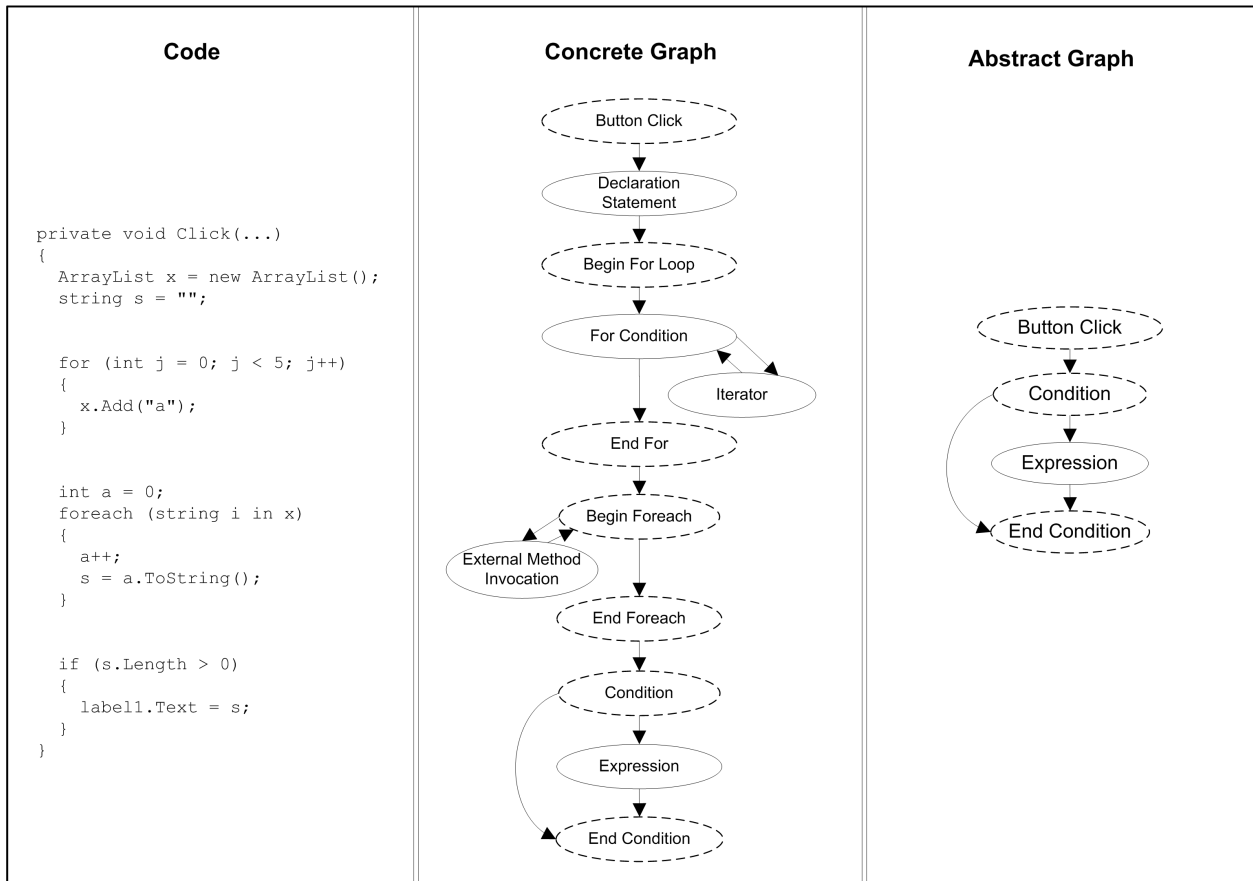 Code
private void Click(...)
{
ArrayList x = new ArrayList();
string s = "";
for (int j = 0; j < 5; j++)
{
x.Add("a");
}
int a = 0;
foreach (string i in x)
{
a++;
s = a.ToString();
}
if (s.Length > 0)
{
label1.Text = s;
}
}
Concrete Graph
Button Click
Declaration
Statement
Begin For Loop
For Condition
Iterator
End For
Begin Foreach
External Method
Invocation
End Foreach
Condition
Expression
End Condition
Abstract Graph
Button Click
Condition
Expression
End Condition